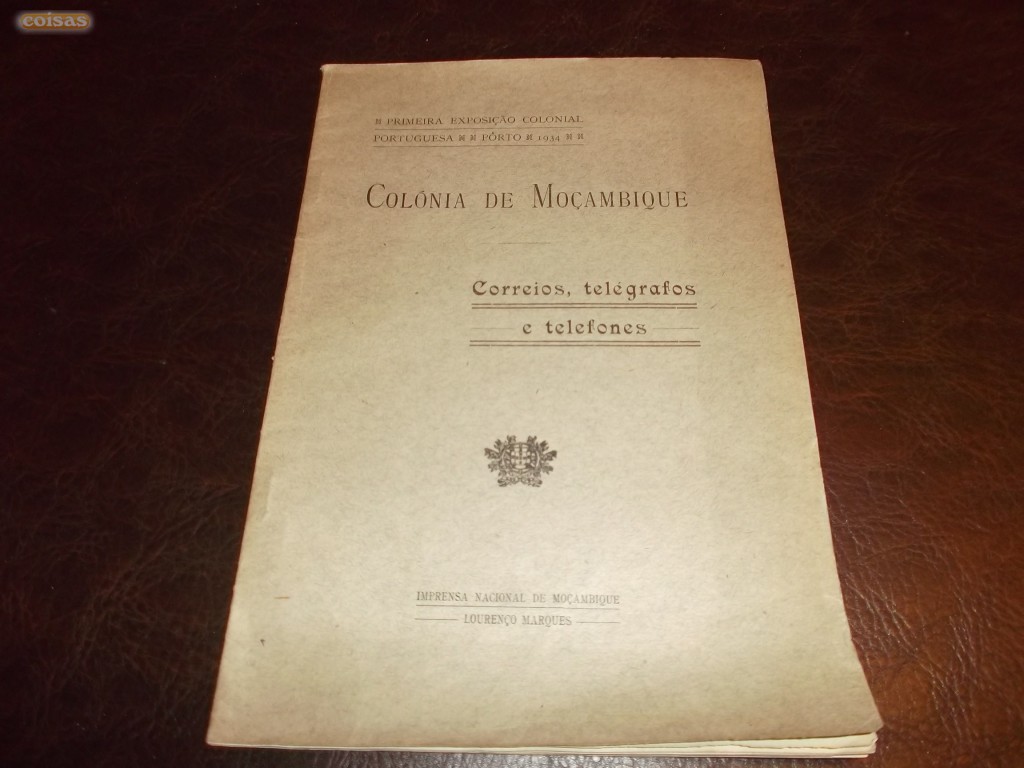 coisas
PRIMEIRA EXPOSIÇÃO COLONIAL
PORTUGUESA PÔRTO 1934
COLÓNIA DE MOÇAMBIQUE
Correios, telégrafos
e telefones
IMPRENSA NACIONAL DE MOÇAMBIQUE
LOURENÇO MARQUES